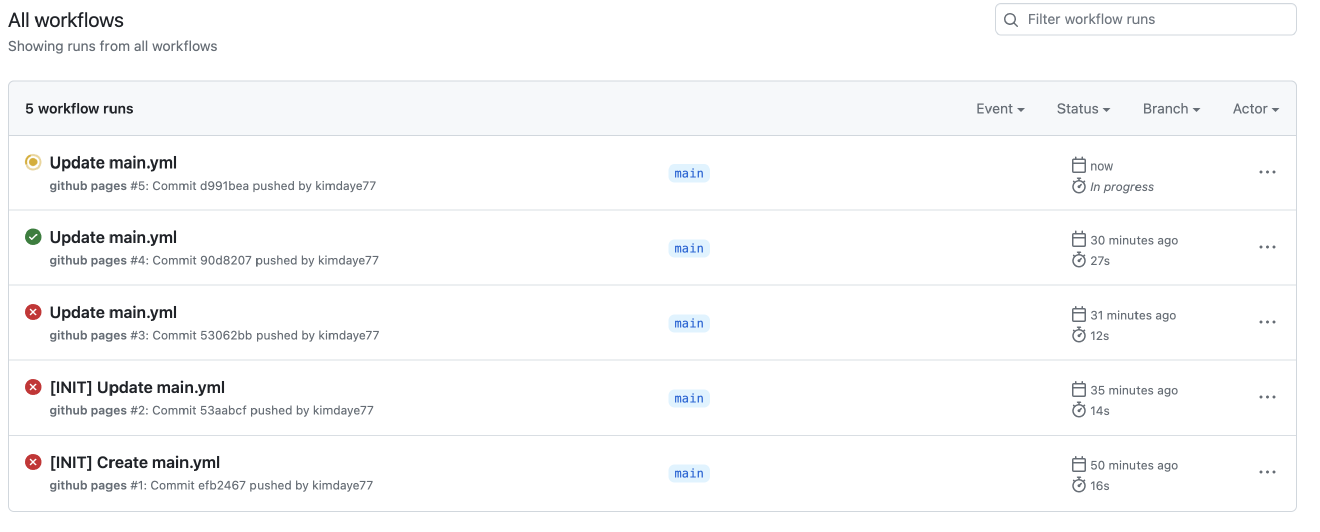 All workflows
Filter workflow runs
Showing runs from all workflows
5 workflow runs
Event
Status
Branch
Actor
Update main.yml
github pages #5: Commit d991bea pushed by kimdaye77
main
now
In progress
Update main.yml
github pages #4: Commit 90d8207 pushed by kimdaye77
main
30 minutes ago
27s
Update main.yml
github pages #3: Commit 53062bb pushed by kimdaye77
main
31 minutes ago
12s
[INIT] Update main.yml
github pages #2: Commit 53aabcf pushed by kimdaye77
main
35 minutes ago
14s
[INIT] Create main.yml
github pages #1: Commit efb2467 pushed by kimdaye77
main
50 minutes ago
16s